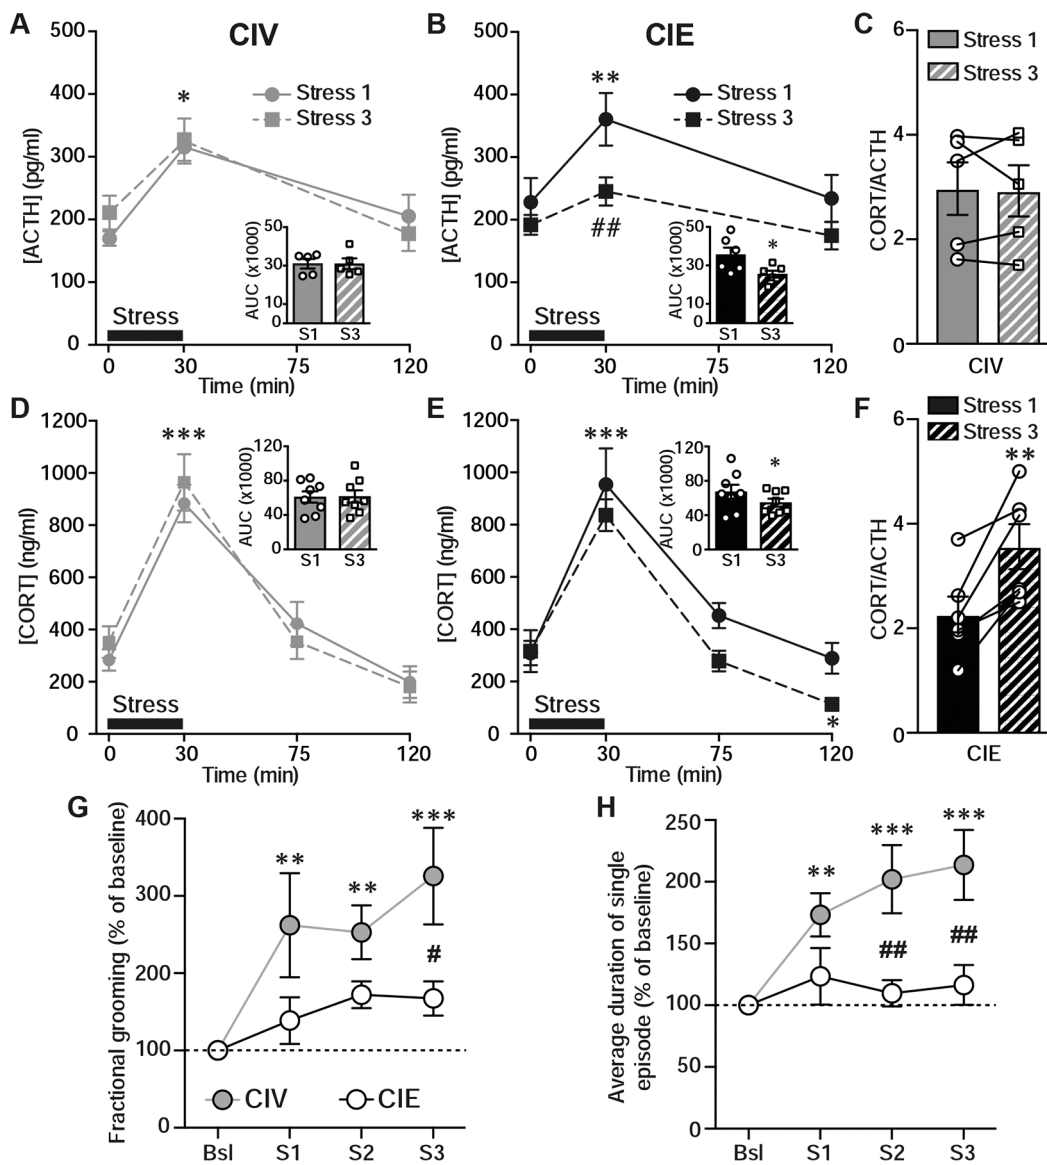 A
CIV
500
400
300
200
100
0
[ACTH] (pg/ml)
*
Stress 1
Stress 3
AUC (x1000)
50
30
10
0
S1 S3
Stress
0 30 75 120
Time (min)
B
CIE
500
400
300
200
100
0
[ACTH] (pg/ml)
**
##
Stress 1
Stress 3
AUC (x1000)
50
30
10
0
*
S1 S3
Stress
0 30 75 120
Time (min)
C
Stress 1
Stress 3
6
4
2
0
CORT/ACTH
CIV
D
1200
1000
800
600
400
200
0
[CORT] (ng/ml)
***
AUC (x1000)
120
80
40
0
S1 S3
Stress
0 30 75 120
Time (min)
E
1200
1000
800
600
400
200
0
[CORT] (ng/ml)
***
AUC (x1000)
120
80
40
0
*
S1 S3
*
Stress
0 30 75 120
Time (min)
F
Stress 1
Stress 3
**
6
4
2
0
CORT/ACTH
CIE
G
400
300
200
100
0
Fractional grooming (% of baseline)
** ** ***
#
CIV CIE
Bsl S1 S2 S3
H
250
200
150
100
50
0
Average duration of single
episode (% of baseline)
** *** ***
## ##
Bsl S1 S2 S3